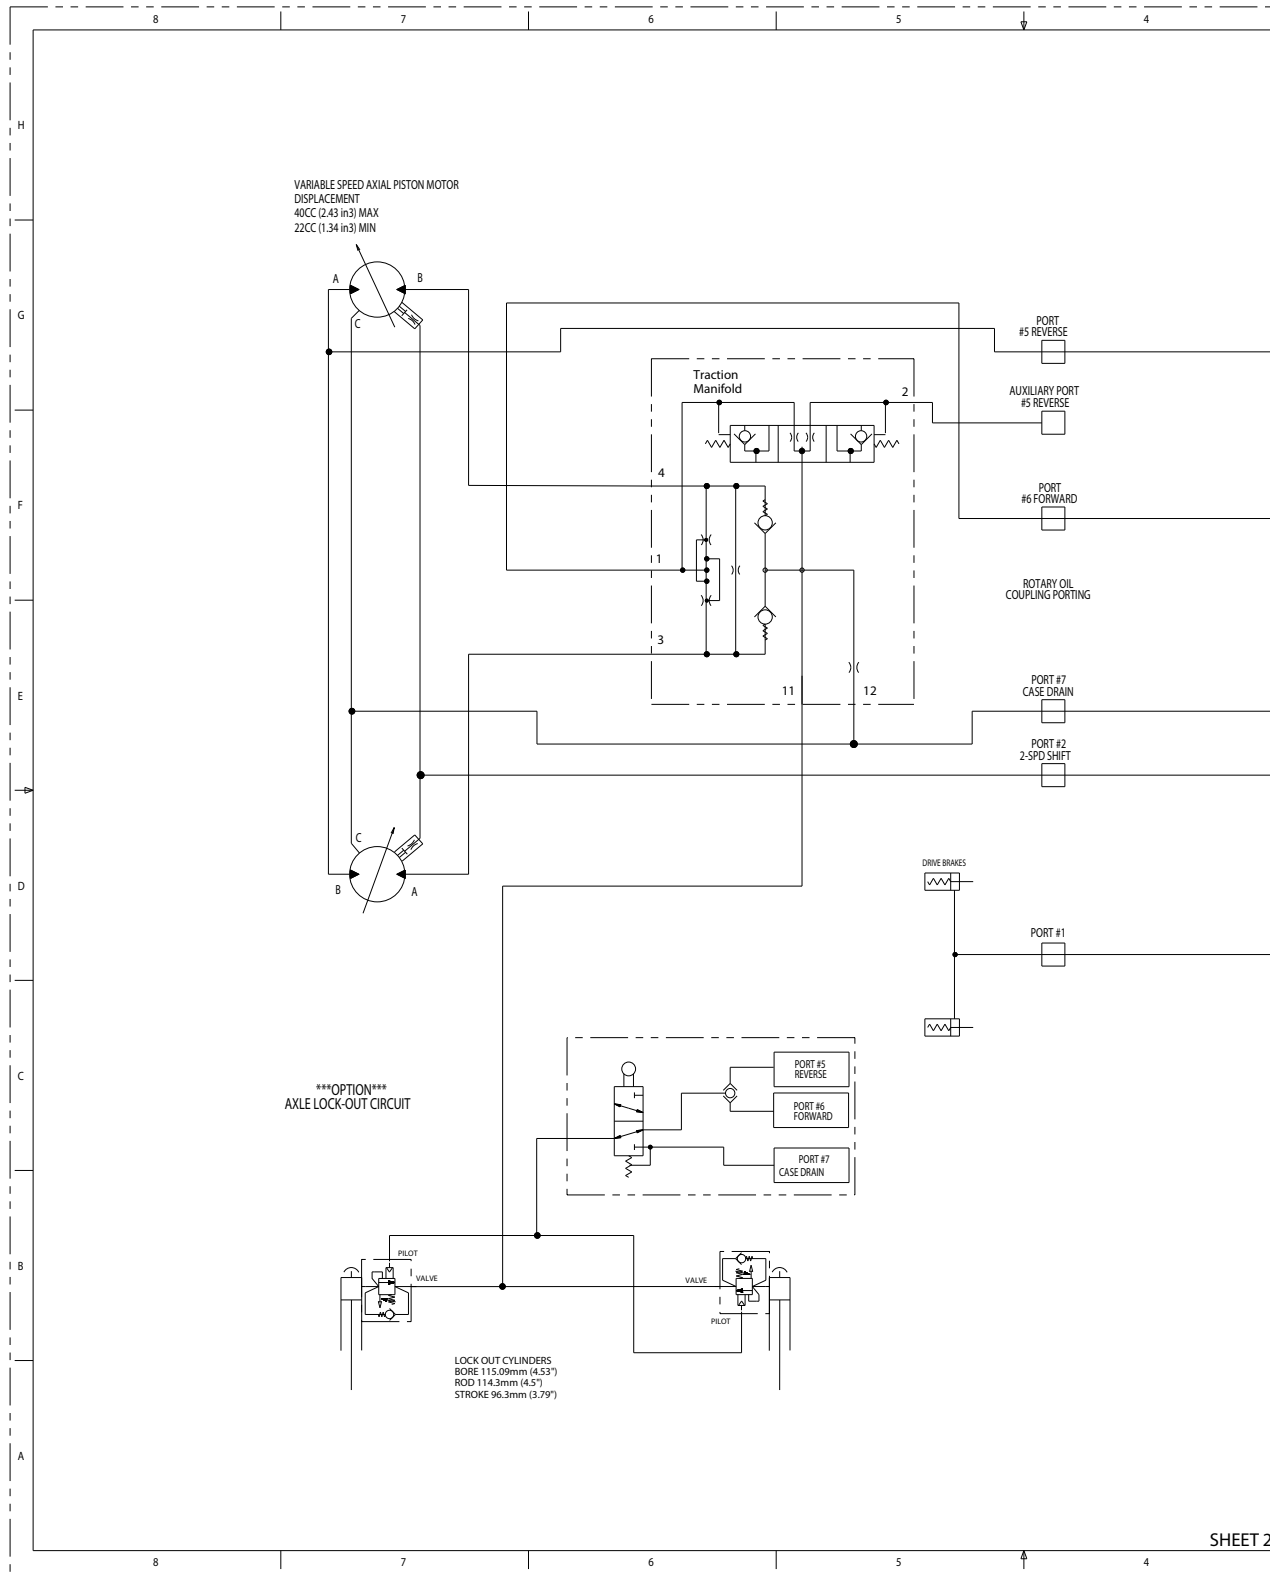 8 7 6 5 4
H
VARIABLE SPEED AXIAL PISTON MOTOR
DISPLACEMENT
40CC (2.43 in3) MAX
22CC (1.34 in3) MIN
A
B
G
C
PORT
#5 REVERSE
Traction
Manifold
2
AUXILIARY PORT
#5 REVERSE
4
F
PORT
#6 FORWARD
1
ROTARY OIL
COUPLING PORTING
3
E
11
12
PORT #7
CASE DRAIN
PORT #2
2-SPD SHIFT
C
D
B
A
DRIVE BRAKES
PORT #1
C
***OPTION***
AXLE LOCK-OUT CIRCUIT
PORT #5
REVERSE
PORT #6
FORWARD
PORT #7
CASE DRAIN
B
PILOT
VALVE
VALVE
PILOT
LOCK OUT CYLINDERS
BORE 115.09mm (4.53")
ROD 114.3mm (4.5")
STROKE 96.3mm (3.79")
A
SHEET 2
8 7 6 5 4